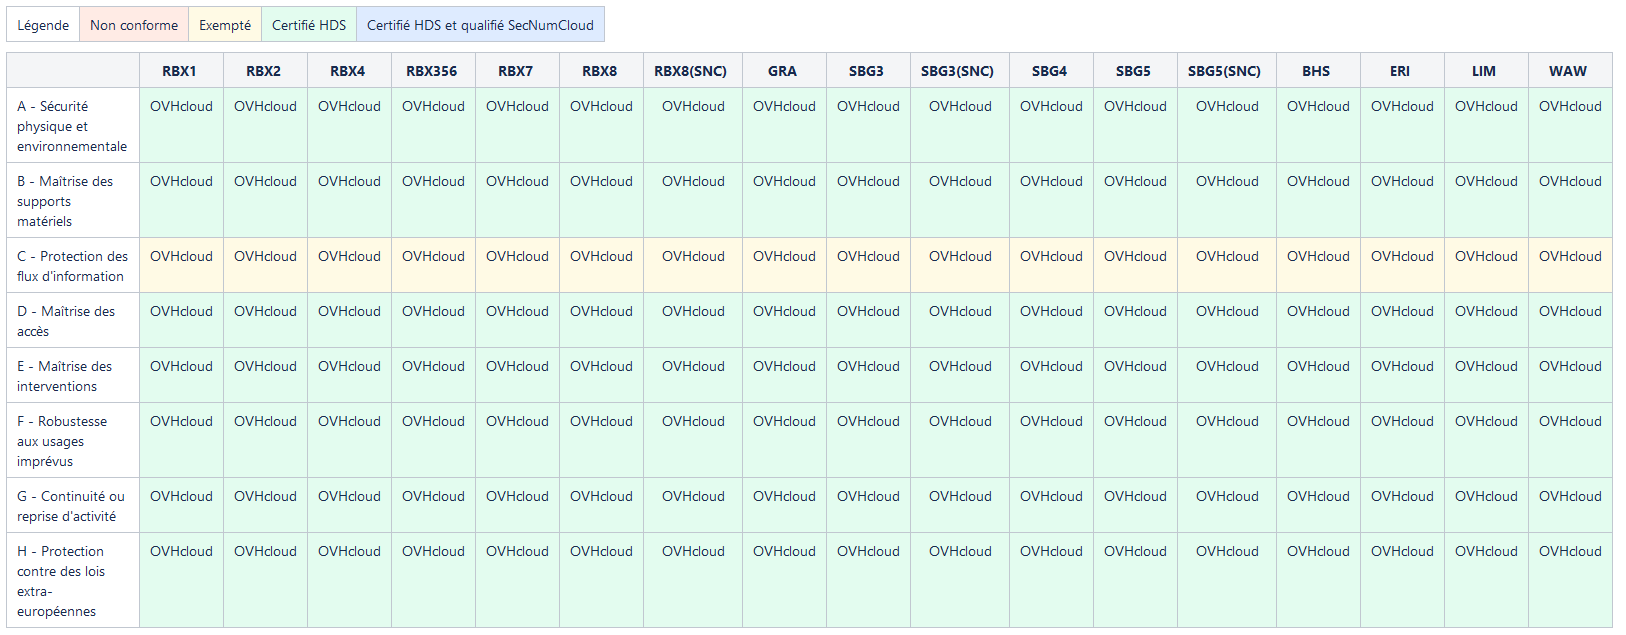 Légende Non conforme Exempté Certifié HDS Certifié HDS et qualifié SecNumCloud
RBX1 RBX2 RBX4 RBX356 RBX7 RBX8 RBX8(SNC) GRA SBG3 SBG3(SNC) SBG4 SBG5 SBG5(SNC) BHS ERI LIM WAW
A - Sécurité OVHcloud OVHcloud OVHcloud OVHcloud OVHcloud OVHcloud OVHcloud OVHcloud OVHcloud OVHcloud OVHcloud OVHcloud OVHcloud OVHcloud OVHcloud OVHcloud OVHcloud
physique et
environnementale
B - Maîtrise des OVHcloud OVHcloud OVHcloud OVHcloud OVHcloud OVHcloud OVHcloud OVHcloud OVHcloud OVHcloud OVHcloud OVHcloud OVHcloud OVHcloud OVHcloud OVHcloud OVHcloud
supports
matériels
C - Protection des OVHcloud OVHcloud OVHcloud OVHcloud OVHcloud OVHcloud OVHcloud OVHcloud OVHcloud OVHcloud OVHcloud OVHcloud OVHcloud OVHcloud OVHcloud OVHcloud OVHcloud
flux d'information
D - Maîtrise des OVHcloud OVHcloud OVHcloud OVHcloud OVHcloud OVHcloud OVHcloud OVHcloud OVHcloud OVHcloud OVHcloud OVHcloud OVHcloud OVHcloud OVHcloud OVHcloud OVHcloud
accès
E - Maîtrise des OVHcloud OVHcloud OVHcloud OVHcloud OVHcloud OVHcloud OVHcloud OVHcloud OVHcloud OVHcloud OVHcloud OVHcloud OVHcloud OVHcloud OVHcloud OVHcloud OVHcloud
interventions
F - Robustesse OVHcloud OVHcloud OVHcloud OVHcloud OVHcloud OVHcloud OVHcloud OVHcloud OVHcloud OVHcloud OVHcloud OVHcloud OVHcloud OVHcloud OVHcloud OVHcloud OVHcloud
aux usages
imprévus
G - Continuité ou OVHcloud OVHcloud OVHcloud OVHcloud OVHcloud OVHcloud OVHcloud OVHcloud OVHcloud OVHcloud OVHcloud OVHcloud OVHcloud OVHcloud OVHcloud OVHcloud OVHcloud
reprise d'activité
H - Protection OVHcloud OVHcloud OVHcloud OVHcloud OVHcloud OVHcloud OVHcloud OVHcloud OVHcloud OVHcloud OVHcloud OVHcloud OVHcloud OVHcloud OVHcloud OVHcloud OVHcloud
contre des lois
extra-
européennes